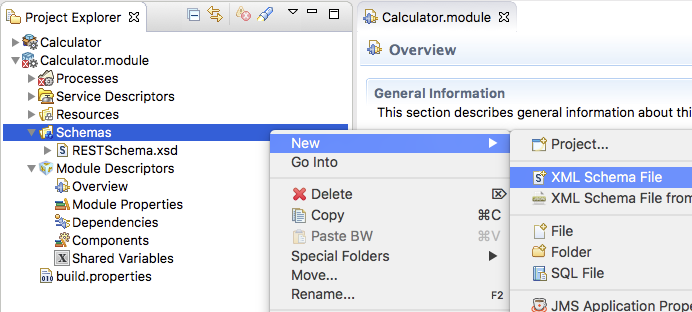 Project Explorer
Calculator
Calculator.module
Processes
Service Descriptors
Resources
Schemas
RESTSchema.xsd
Module Descriptors
Overview
Module Properties
Dependencies
Components
Shared Variables
build.properties
Calculator.module
Overview
General Information
This section describes general information about thi
New
Go Into
Delete
Copy ⌘C
Paste BW ⌘V
Special Folders
Move...
Rename... F2
Project...
XML Schema File
XML Schema File from
File
Folder
SQL File
JMS Application Prope